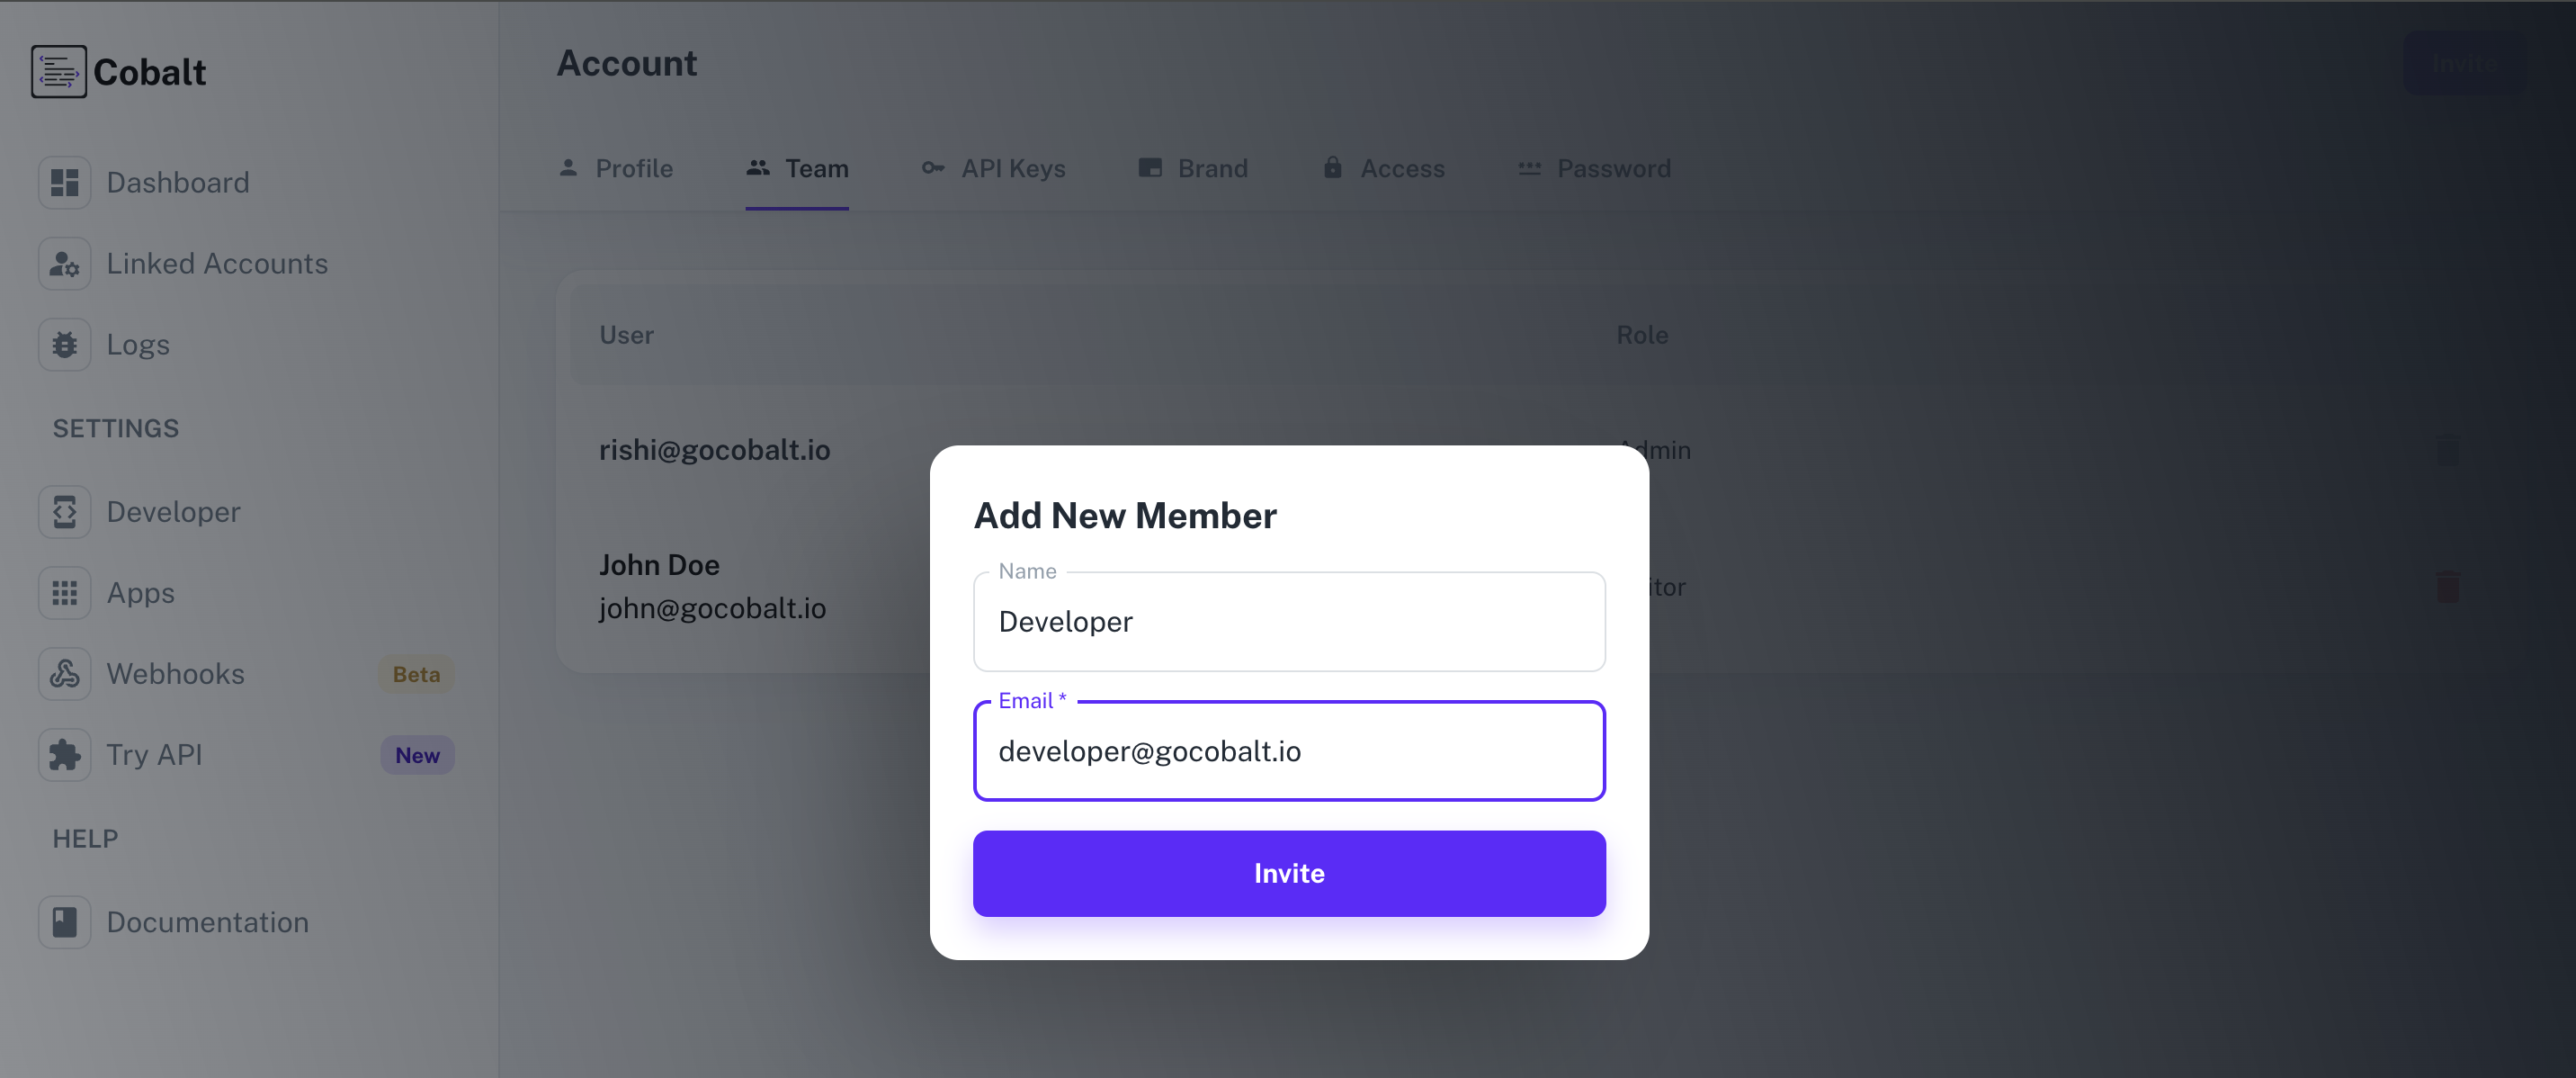 Cobalt
Dashboard
Linked Accounts
Logs
SETTINGS
Developer
Apps
Webhooks Beta
Try API New
HELP
Documentation
Account
Invite
Profile Team API Keys Brand Access Password
User Role
rishi@gocobalt.io dmin
John Doe
john@gocobalt.io itor
Add New Member
Name
Developer
Email *
developer@gocobalt.io
Invite